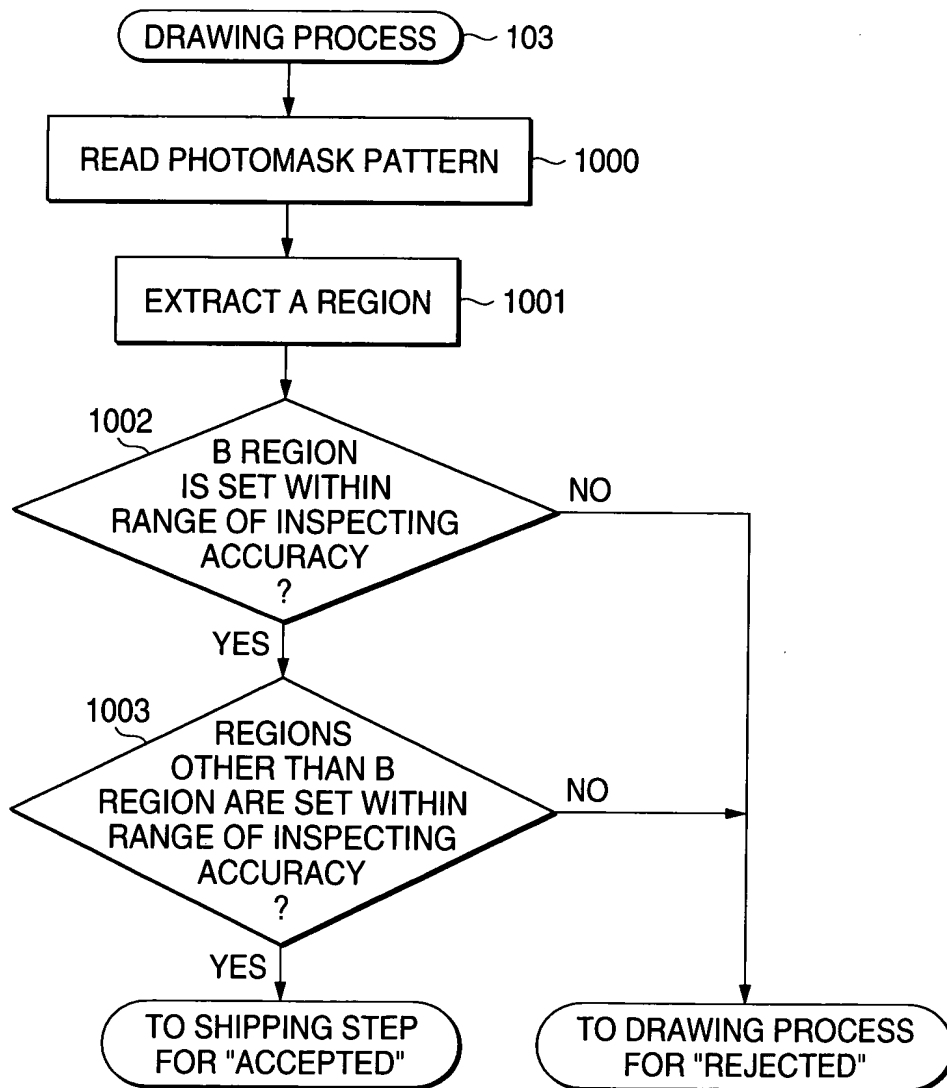 DRAWING PROCESS
103
READ PHOTOMASK PATTERN
1000
EXTRACT A REGION
1001
1002
B REGION
IS SET WITHIN
RANGE OF INSPECTING
ACCURACY
?
NO
YES
1003
REGIONS
OTHER THAN B
REGION ARE SET WITHIN
RANGE OF INSPECTING
ACCURACY
?
NO
YES
TO SHIPPING STEP
FOR "ACCEPTED"
TO DRAWING PROCESS
FOR "REJECTED"